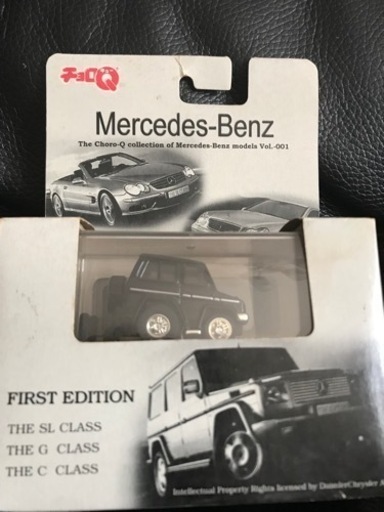 チョロQ
Mercedes-Benz
The Choro-Q collection of Mercedes-Benz models Vol.-001
FIRST EDITION
THE SL CLASS
THE G CLASS
THE C CLASS
Intellectual Property Rights licensed by DaimlerChrysler